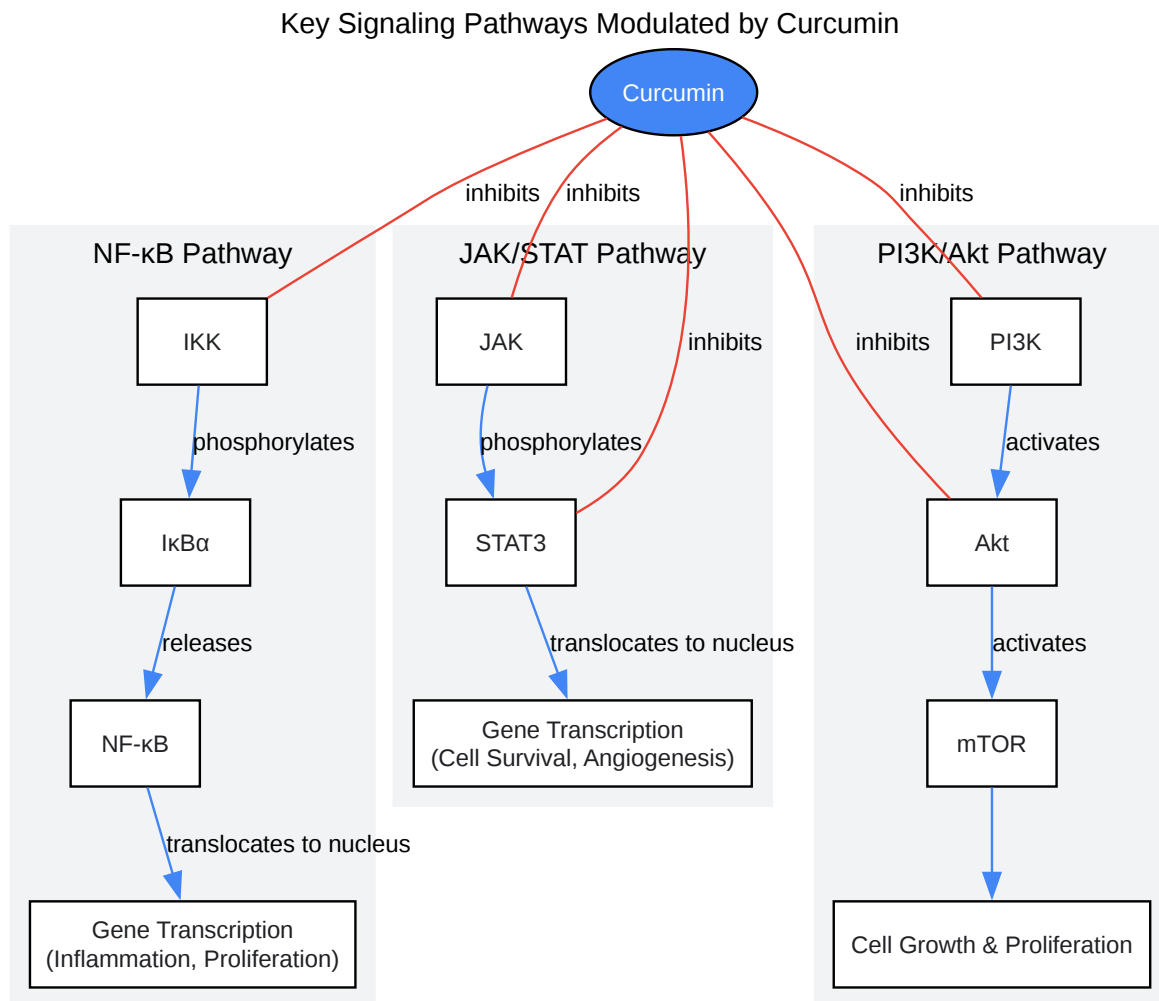 Key Signaling Pathways Modulated by Curcumin
Curcumin
inhibits
inhibits
inhibits
NF-κB Pathway
JAK/STAT Pathway
PI3K/Akt Pathway
IKK
JAK
inhibits
inhibits
PI3K
phosphorylates
phosphorylates
activates
IκBα
STAT3
Akt
releases
translocates to nucleus
activates
NF-κB
Gene Transcription
(Cell Survival, Angiogenesis)
mTOR
translocates to nucleus
Gene Transcription
(Inflammation, Proliferation)
Cell Growth & Proliferation